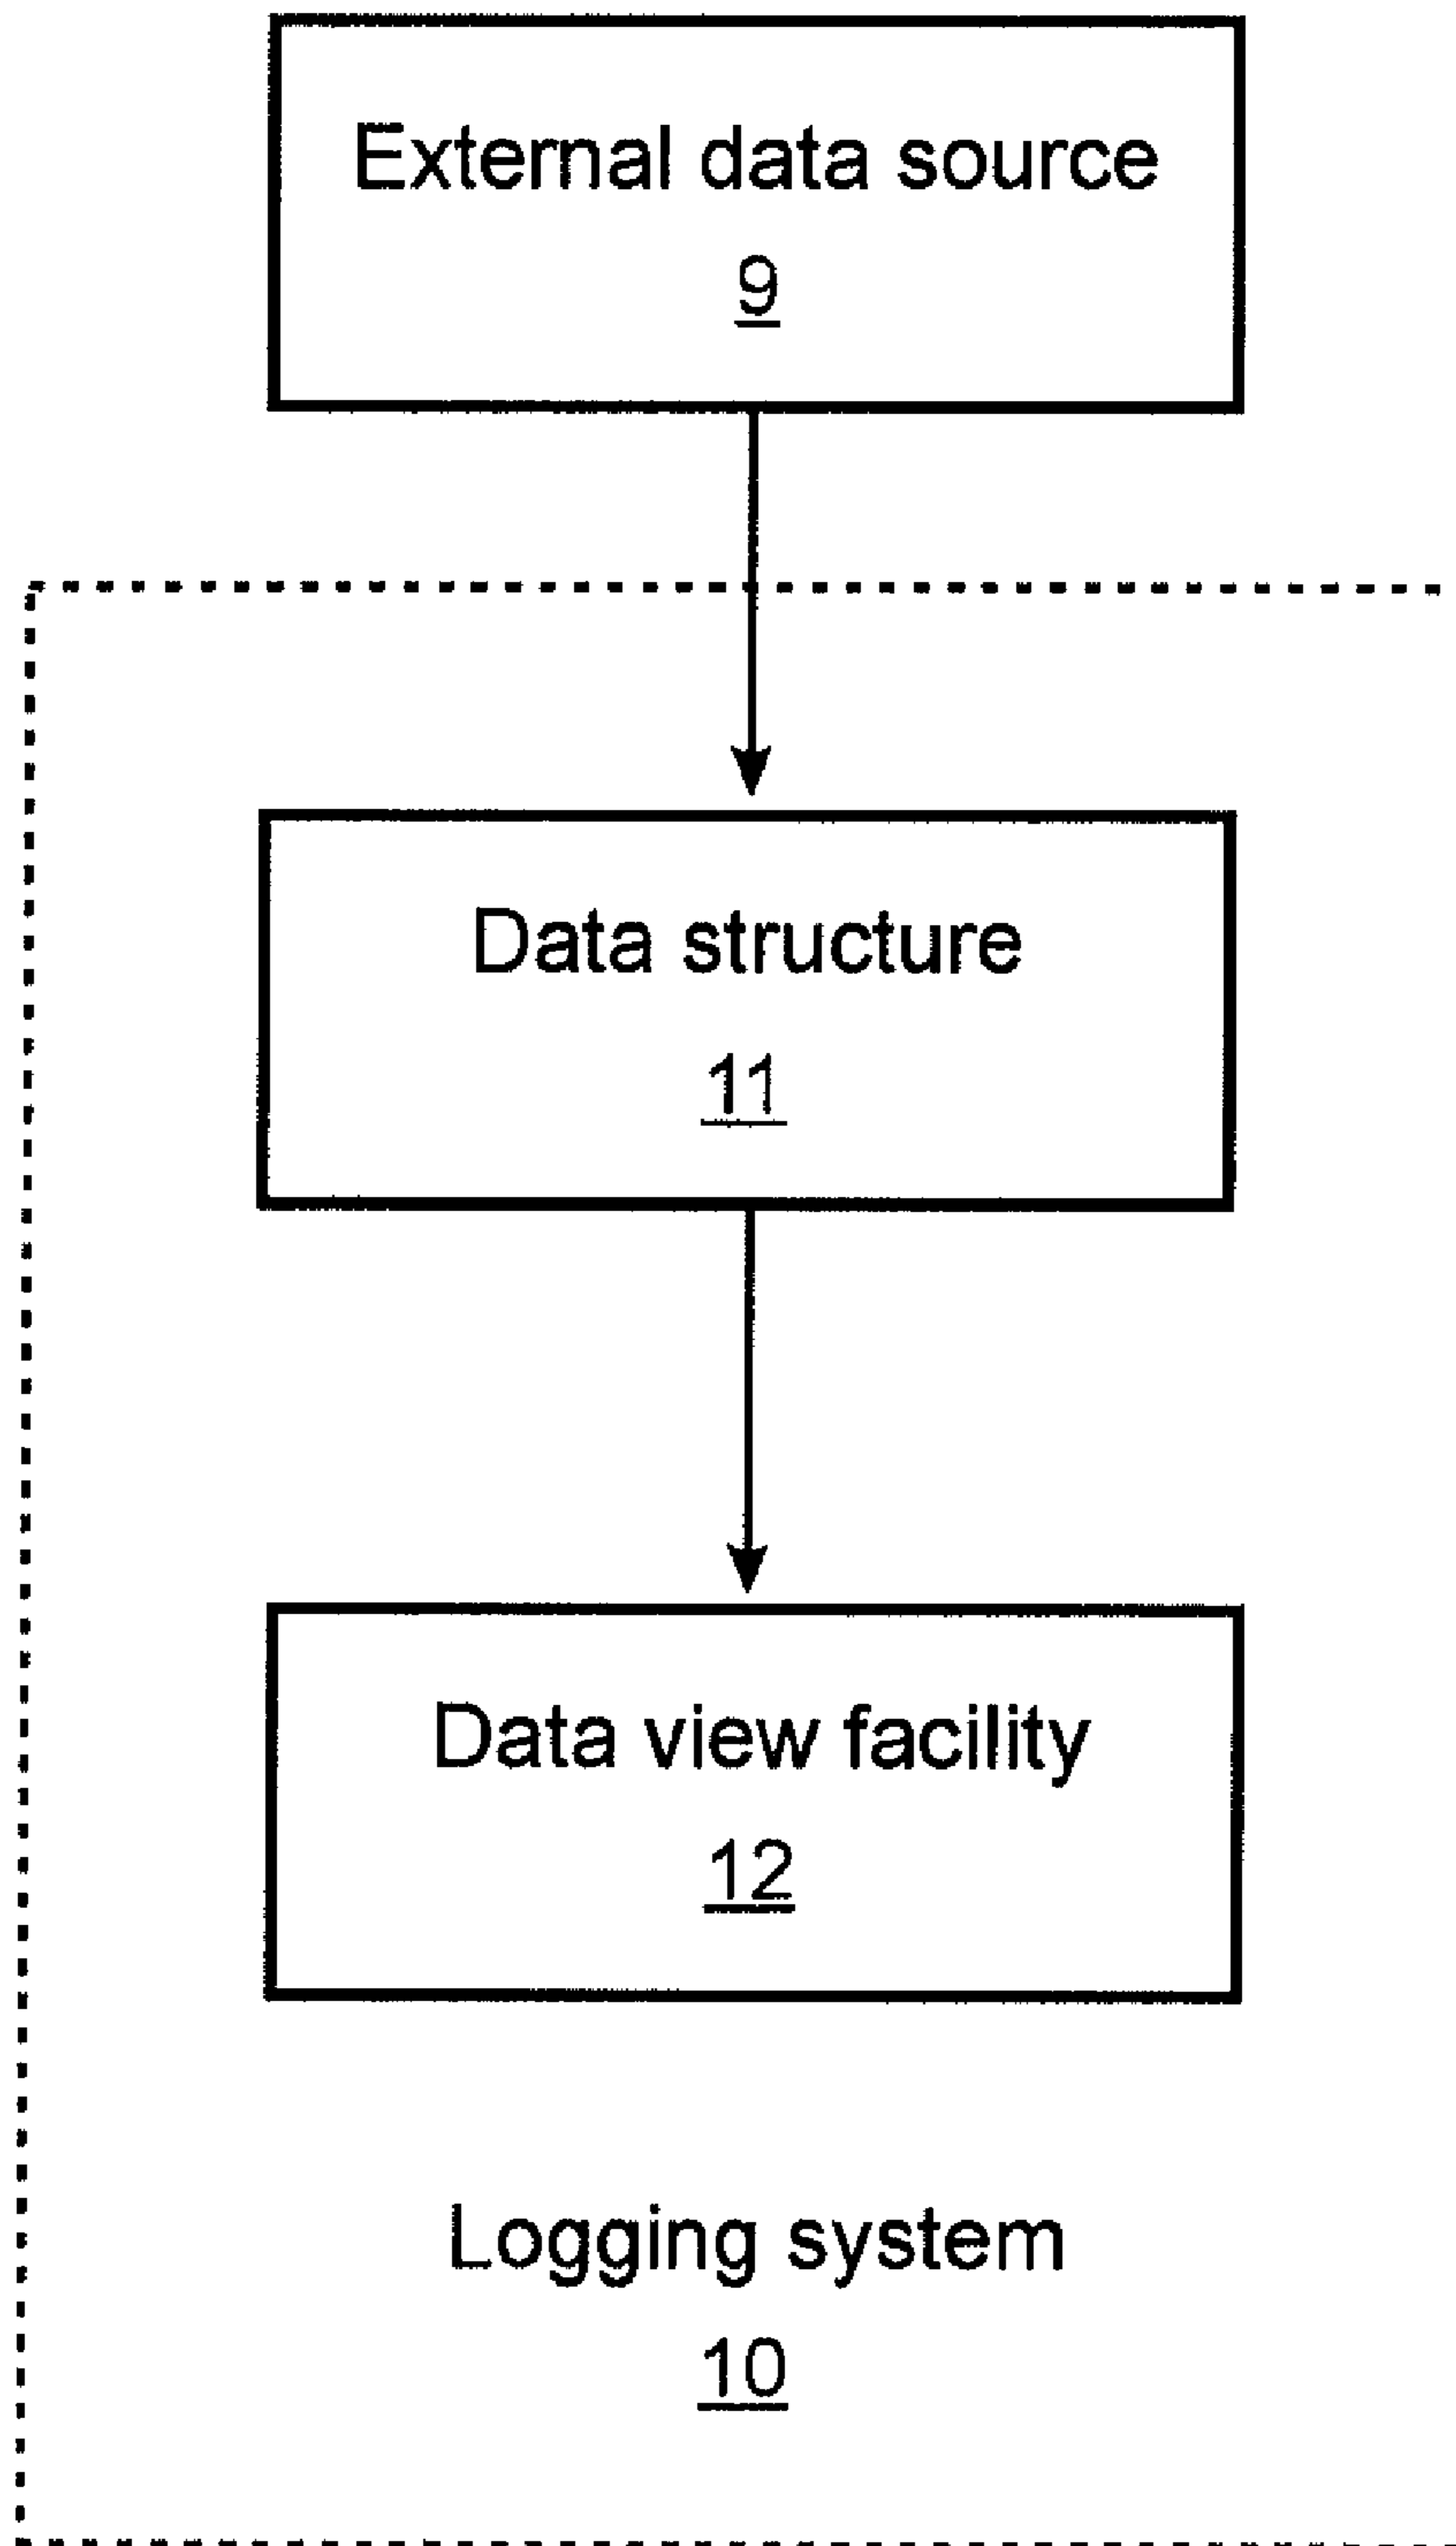 External data source
9
Data structure
11
Data view facility
12
Logging system
10